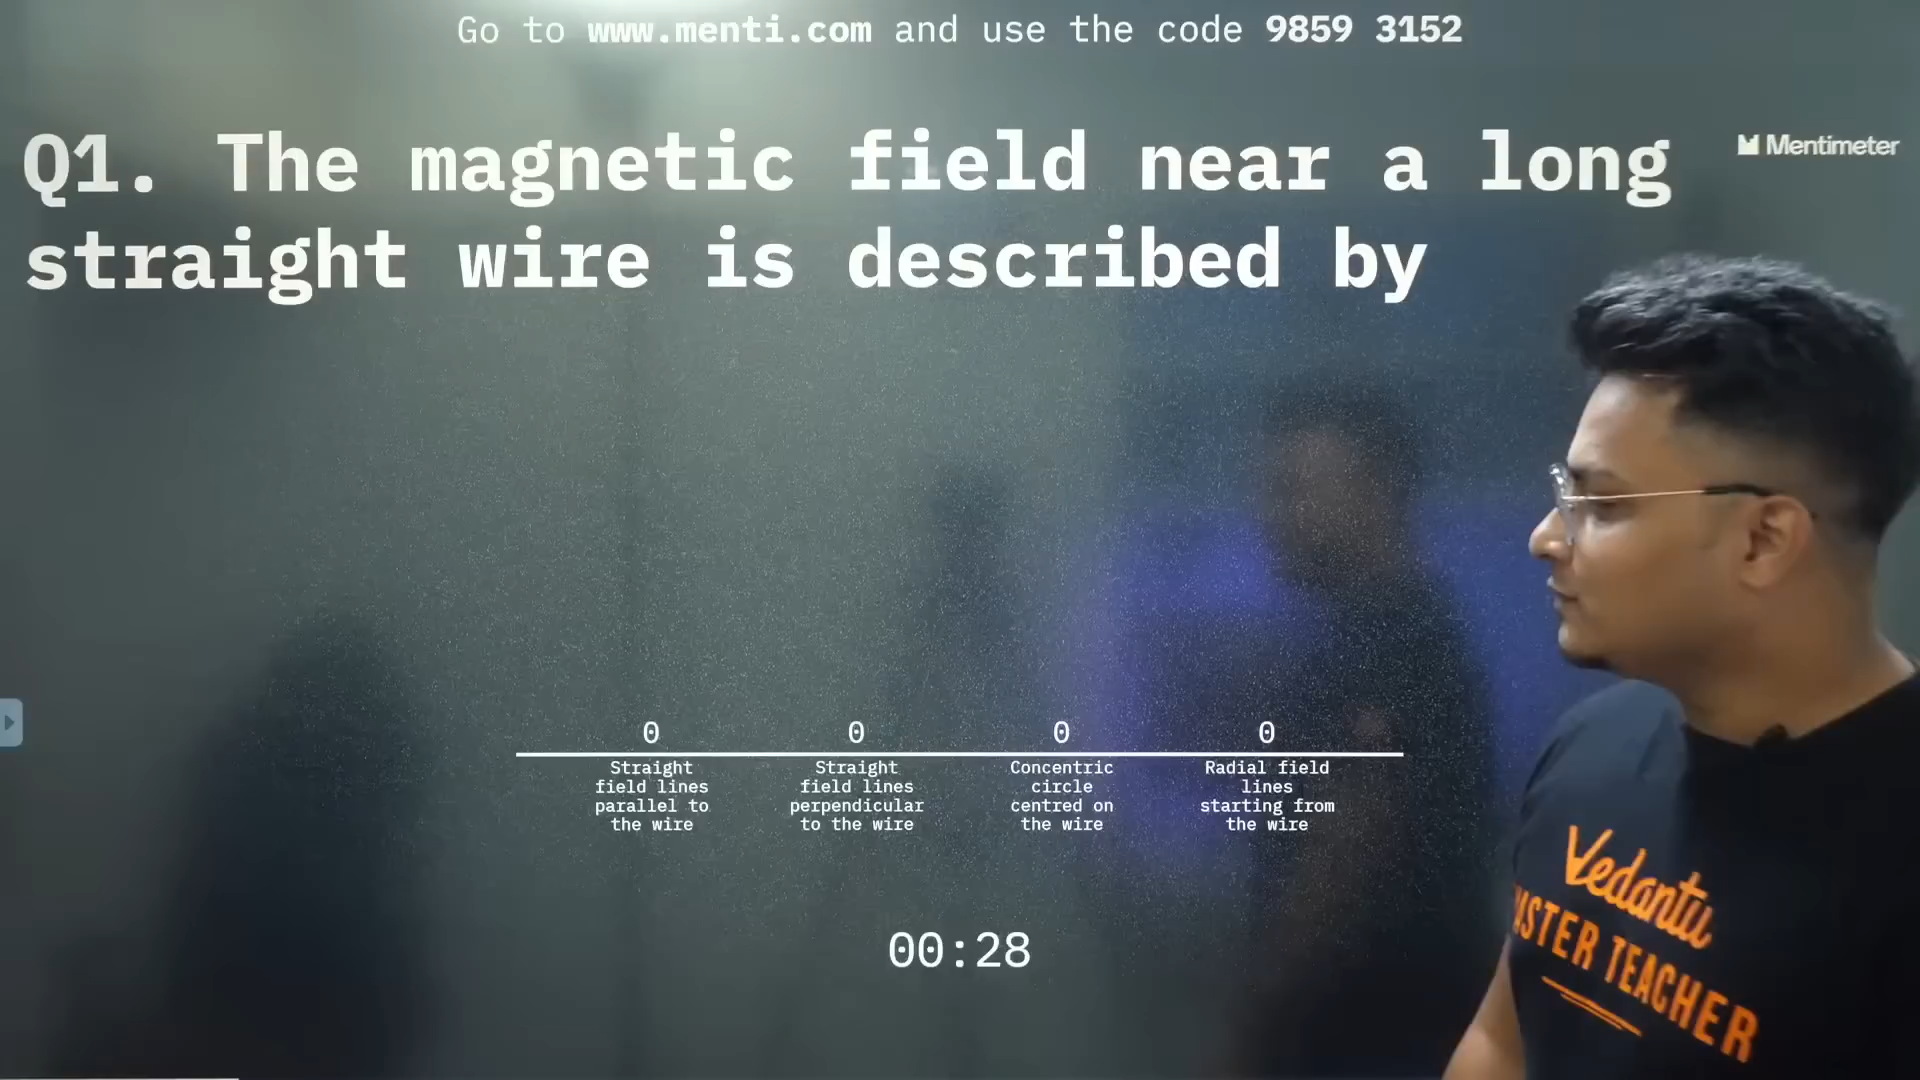 Go to www.menti.com and use the code 9859 3152
Mentimeter
Q1. The magnetic field near a long
straight wire is described by
0
0
0
0
Straight
field lines
parallel to
the wire
Straight
field lines
perpendicular
to the wire
Concentric
circle
centred on
the wire
Radial field
lines
starting from
the wire
00:28
Vedantu
TEACHER